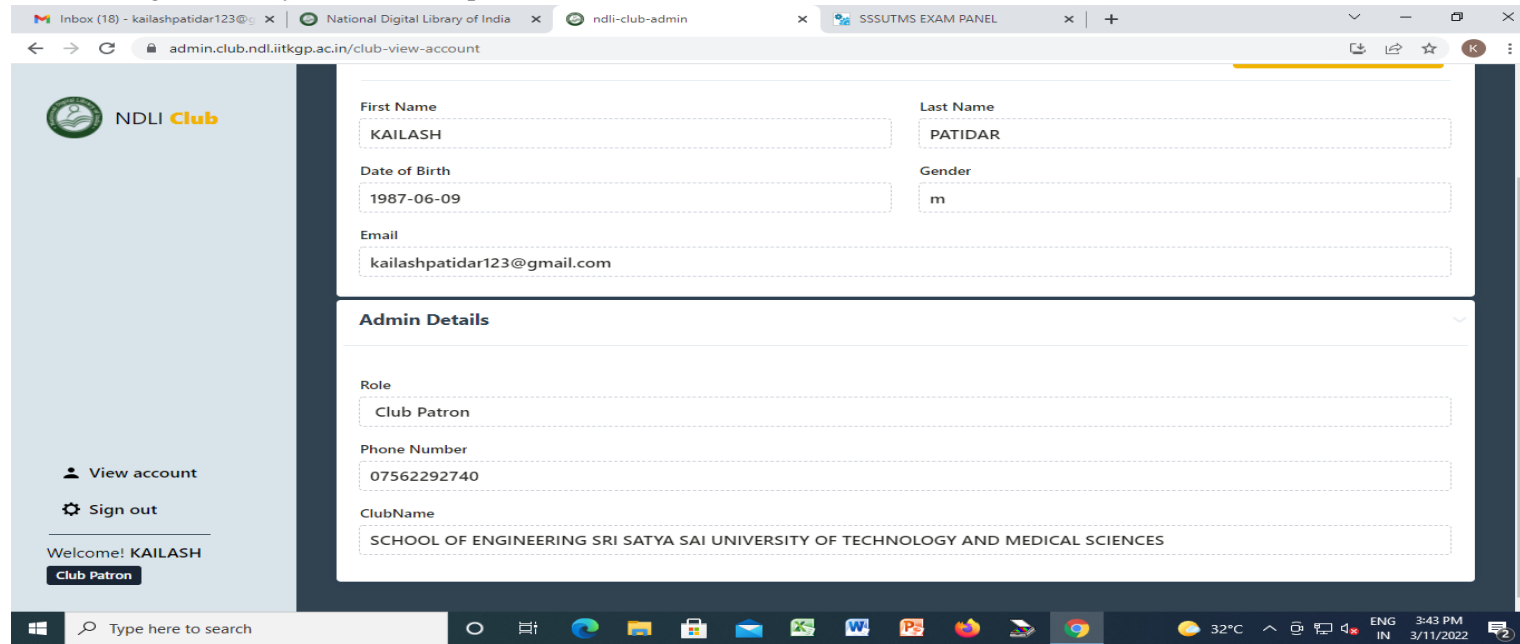 Inbox (18) - kailashpatidar123@g
National Digital Library of India
ndli-club-admin
SSSUTMS EXAM PANEL
admin.club.ndl.iitkgp.ac.in/club-view-account
K
NDLI Club
First Name
Last Name
KAILASH
PATIDAR
Date of Birth
Gender
1987-06-09
m
Email
kailashpatidar123@gmail.com
Admin Details
Role
Club Patron
Phone Number
07562292740
ClubName
SCHOOL OF ENGINEERING SRI SATYA SAI UNIVERSITY OF TECHNOLOGY AND MEDICAL SCIENCES
View account
Sign out
Welcome! KAILASH
Club Patron
Type here to search
32°C
ENG
IN
3:43 PM
3/11/2022
2